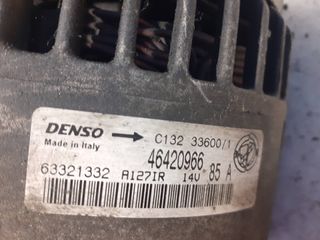 DENSO → C132 33600/1
Made in Italy
46420966
63321332 A127IR 14V 85 A